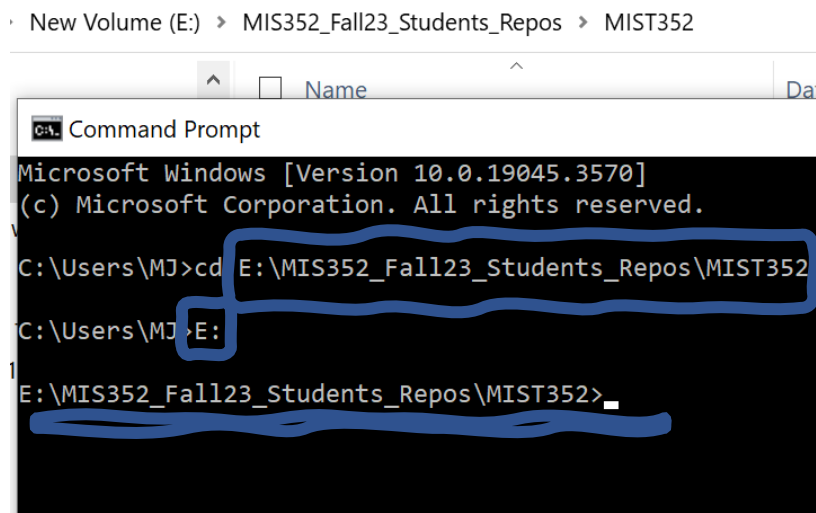 New Volume (E:) > MIS352_Fall23_Students_Repos > MIST352
Name Da
Command Prompt
Microsoft Windows [Version 10.0.19045.3570]
(c) Microsoft Corporation. All rights reserved.
C:\Users\MJ>cd E:\MIS352_Fall23_Students_Repos\MIST352
C:\Users\MJ>E:
E:\MIS352_Fall23_Students_Repos\MIST352>